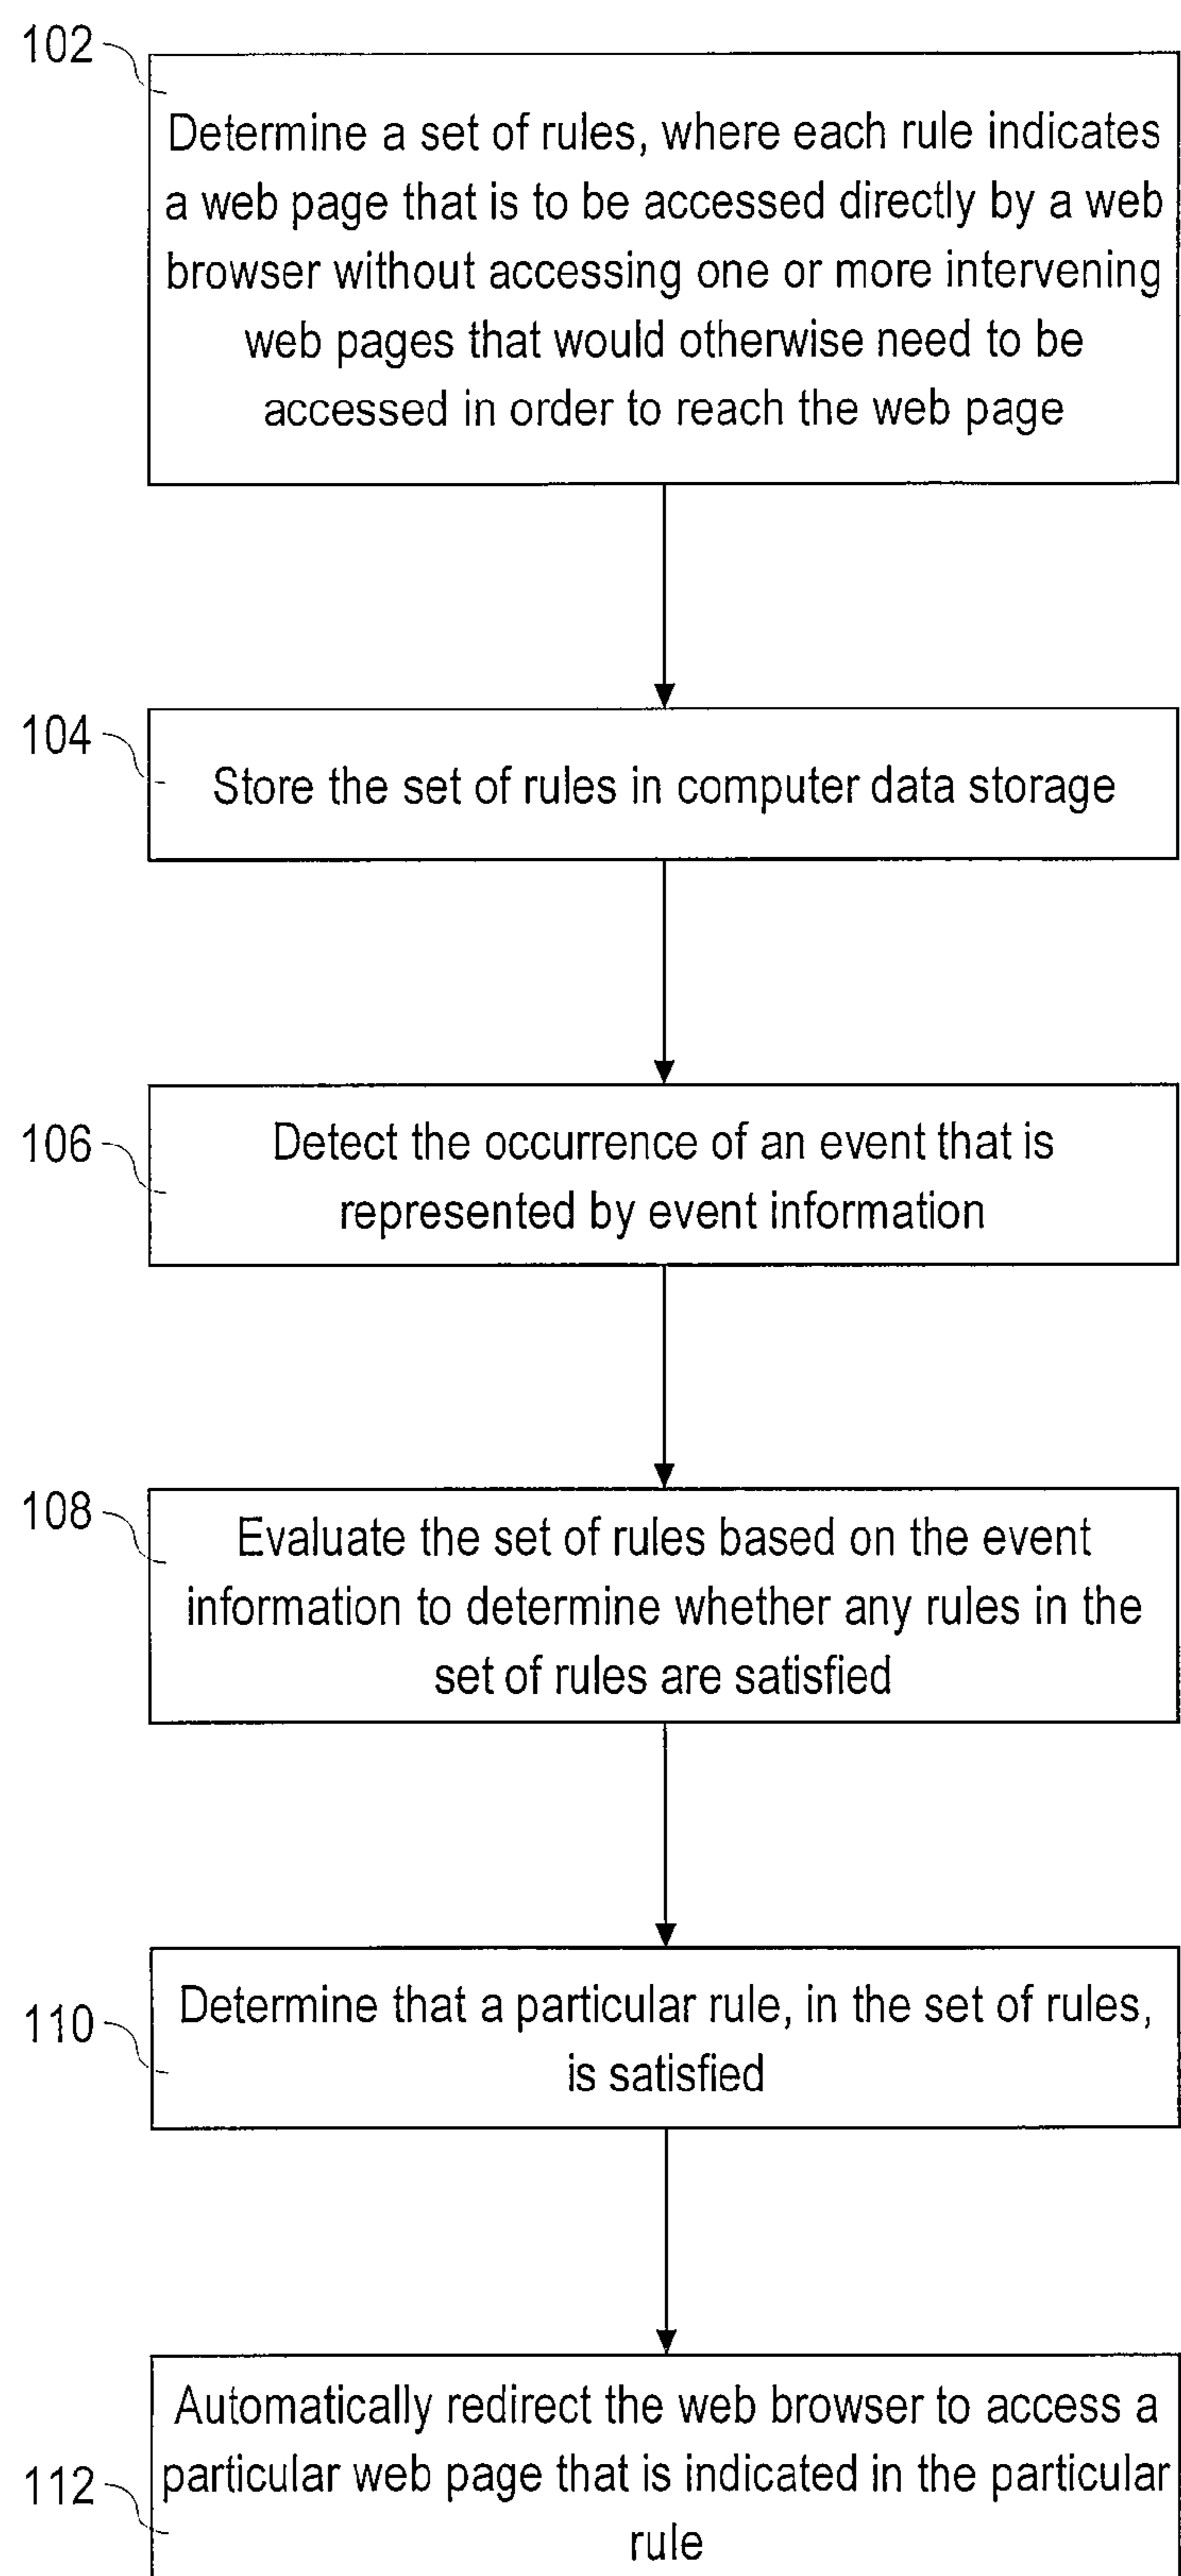 102
Determine a set of rules, where each rule indicates
a web page that is to be accessed directly by a web
browser without accessing one or more intervening
web pages that would otherwise need to be
accessed in order to reach the web page
104
Store the set of rules in computer data storage
106
Detect the occurrence of an event that is
represented by event information
108
Evaluate the set of rules based on the event
information to determine whether any rules in the
set of rules are satisfied
110
Determine that a particular rule, in the set of rules,
is satisfied
112
Automatically redirect the web browser to access a
particular web page that is indicated in the particular
rule